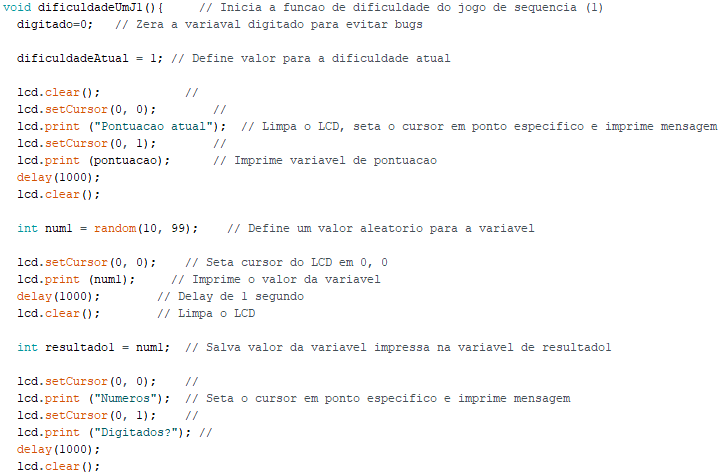 void dificuldadeUmJ1(){     // Inicia a funcao de dificuldade do jogo de sequencia (1)
  digitado=0;   // Zera a variaval digitado para evitar bugs

  dificuldadeAtual = 1; // Define valor para a dificuldade atual

  lcd.clear();            //
  lcd.setCursor(0, 0);        //
  lcd.print ("Pontuacao atual");  // Limpa o LCD, seta o cursor em ponto especifico e imprime mensagem
  lcd.setCursor(0, 1);        //
  lcd.print (pontuacao);      // Imprime variavel de pontuacao
  delay(1000);
  lcd.clear();

  int num1 = random(10, 99);    // Define um valor aleatorio para a variavel

  lcd.setCursor(0, 0);    // Seta cursor do LCD em 0, 0
  lcd.print (num1);     // Imprime o valor da variavel
  delay(1000);        // Delay de 1 segundo
  lcd.clear();        // Limpa o LCD

  int resultado1 = num1;  // Salva valor da variavel impressa na variavel de resultado1

  lcd.setCursor(0, 0);    //
  lcd.print ("Numeros");  // Seta o cursor em ponto especifico e imprime mensagem
  lcd.setCursor(0, 1);    //
  lcd.print ("Digitados?"); //
  delay(1000);
  lcd.clear();